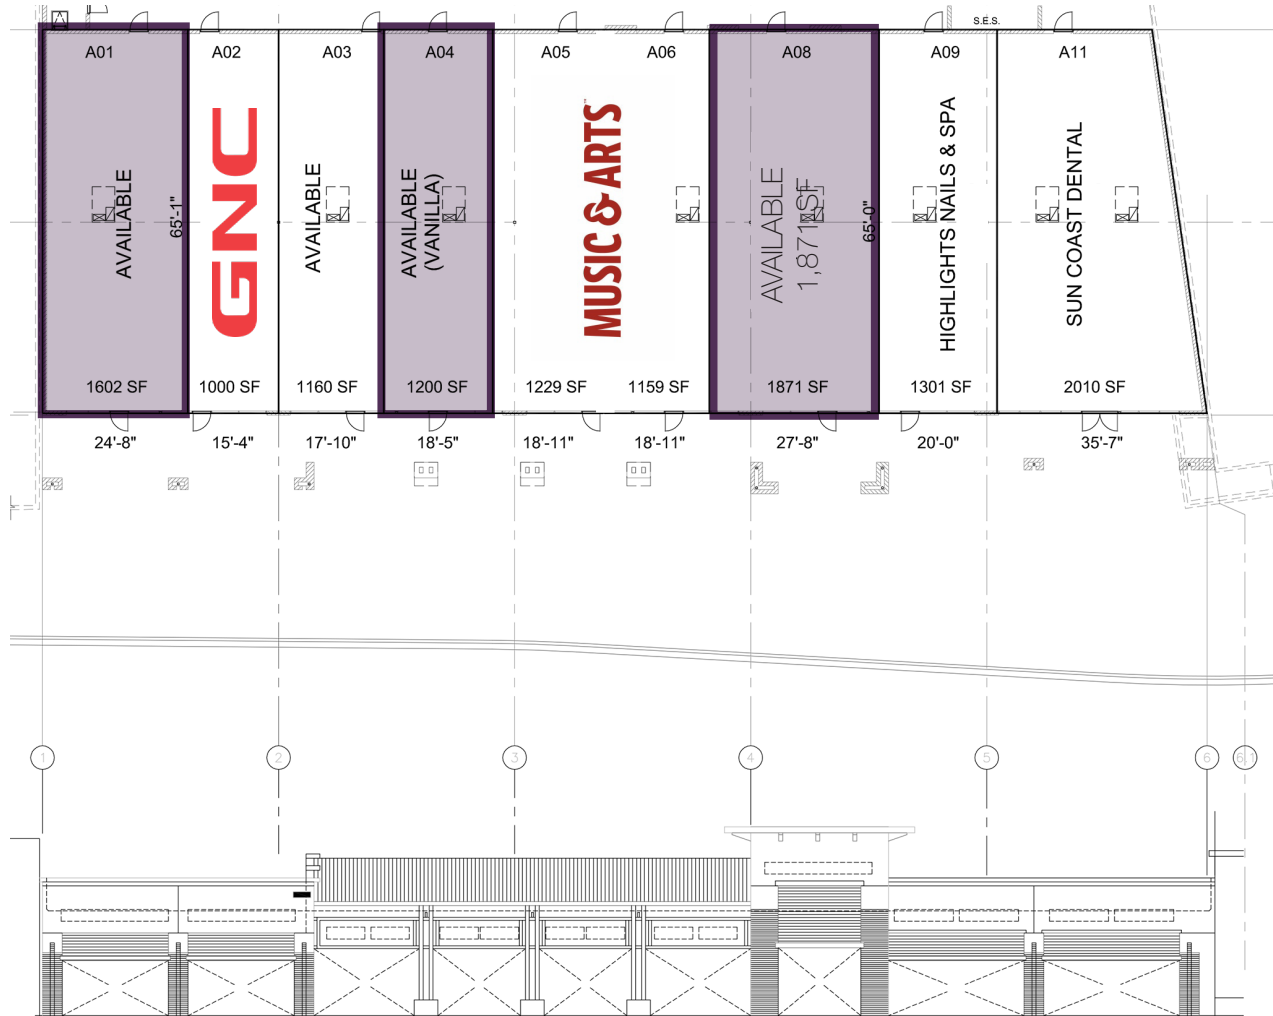 S.E.S.
A01 A02 A03 A04 A05 A06 A08 A09 A11
AVAILABLE
65'-1"
GNC
AVAILABLE
AVAILABLE
(VANILLA)
MUSIC & ARTS
AVAILABLE
1,871 SF
65'-0"
HIGHLIGHTS NAILS & SPA
SUN COAST DENTAL
1602 SF 1000 SF 1160 SF 1200 SF 1229 SF 1159 SF 1871 SF 1301 SF 2010 SF
24'-8" 15'-4" 17'-10" 18'-5" 18'-11" 18'-11" 27'-8" 20'-0" 35'-7"
1 2 3 4 5 6 6.1